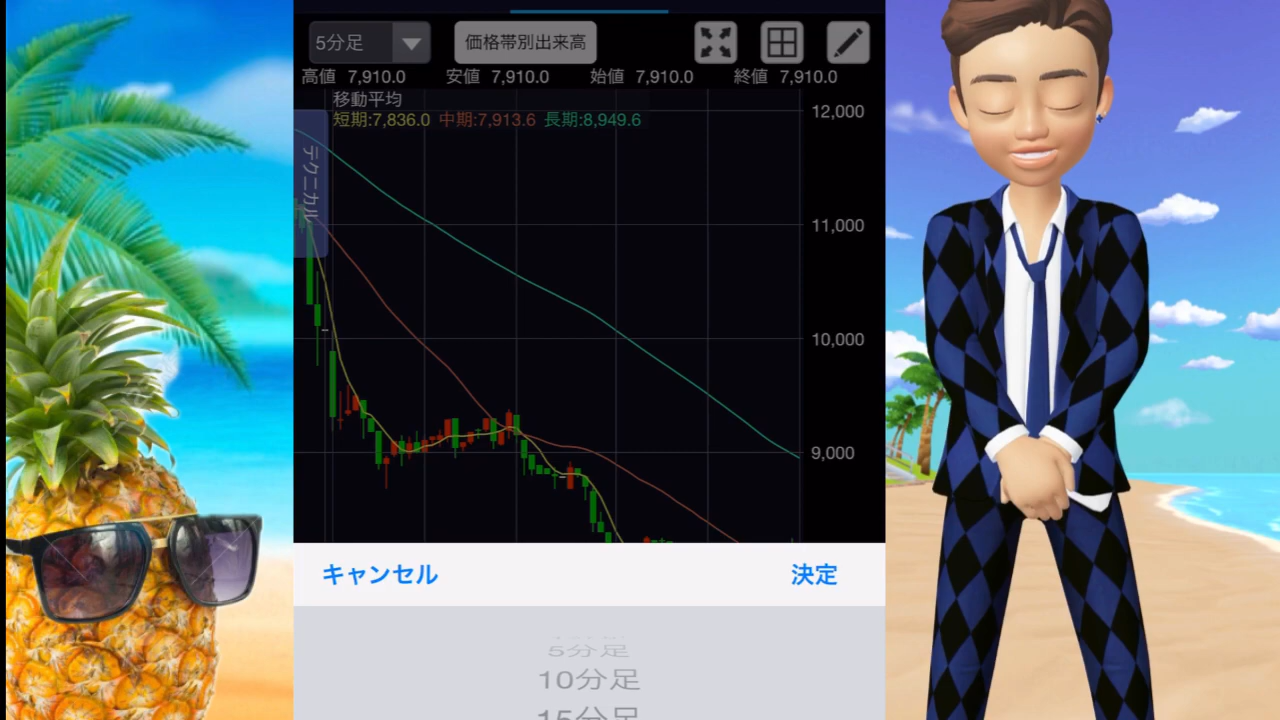 5分足
価格帯別出来高
高値 7,910.0 安値 7,910.0 始値 7,910.0 終値 7,910.0
移動平均
短期:7,836.0 中期:7,913.6 長期:8,949.6
テクニカル
12,000
11,000
10,000
9,000
キャンセル
決定
5分足
10分足
15分足